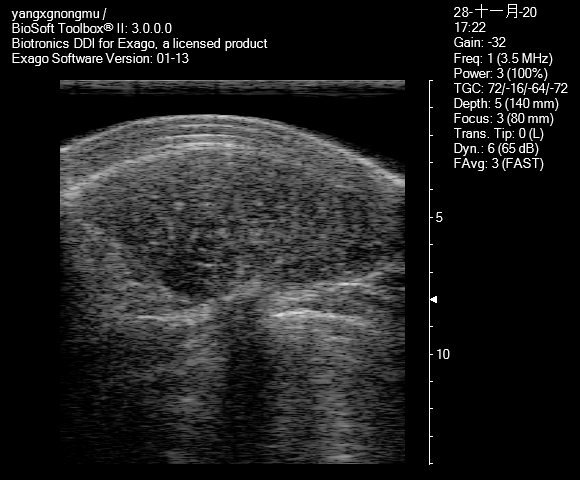 yangxgnongmu /
BioSoft Toolbox® II: 3.0.0.0
Biotronics DDI for Exago, a licensed product
Exago Software Version: 01-13
28-十一月-20
17:22
Gain: -32
Freq: 1 (3.5 MHz)
Power: 3 (100%)
TGC: 72/-16/-64/-72
Depth: 5 (140 mm)
Focus: 3 (80 mm)
Trans. Tip: 0 (L)
Dyn.: 6 (65 dB)
FAvg: 3 (FAST)
5
10